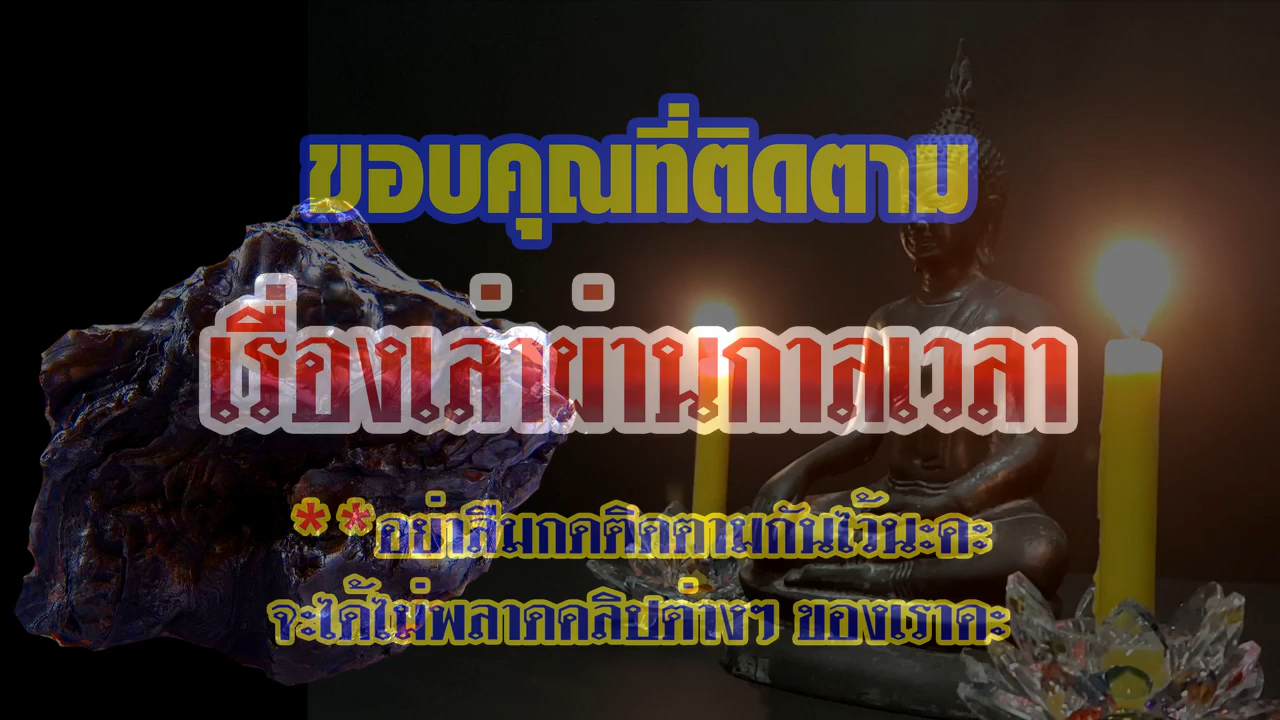 ขอบคุณที่ติดตาม
เรื่องเล่าผ่านกาลเวลา
**อย่าลืมกดติดตามกันไว้นะคะ
จะได้ไม่พลาดคลิปต่างๆ ของเราคะ